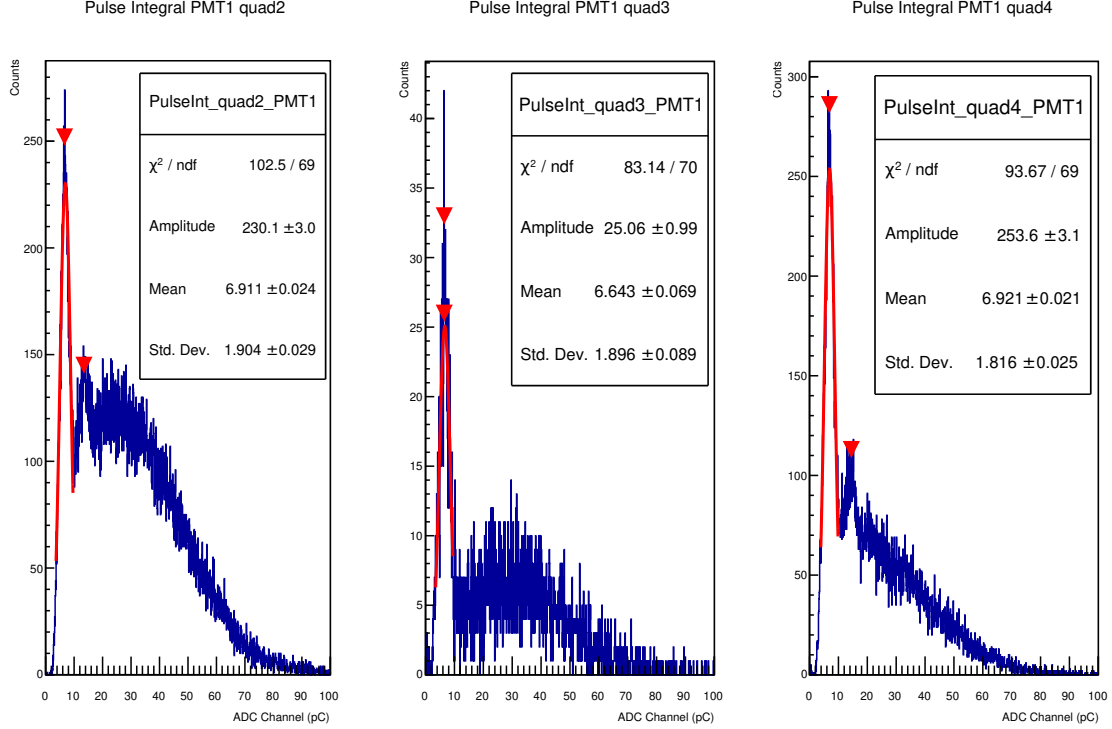 Pulse Integral PMT1 quad2
Counts
PulseInt_quad2_PMT1
χ² / ndf 102.5 / 69
Amplitude 230.1 ±3.0
Mean 6.911 ±0.024
Std. Dev. 1.904 ±0.029
250
200
150
100
50
0
0 10 20 30 40 50 60 70 80 90 100
ADC Channel (pC)
Pulse Integral PMT1 quad3
Counts
PulseInt_quad3_PMT1
χ² / ndf 83.14 / 70
Amplitude 25.06 ±0.99
Mean 6.643 ±0.069
Std. Dev. 1.896 ±0.089
40
35
30
25
20
15
10
5
0
0 10 20 30 40 50 60 70 80 90 100
ADC Channel (pC)
Pulse Integral PMT1 quad4
Counts
PulseInt_quad4_PMT1
χ² / ndf 93.67 / 69
Amplitude 253.6 ±3.1
Mean 6.921 ±0.021
Std. Dev. 1.816 ±0.025
300
250
200
150
100
50
0
0 10 20 30 40 50 60 70 80 90 100
ADC Channel (pC)